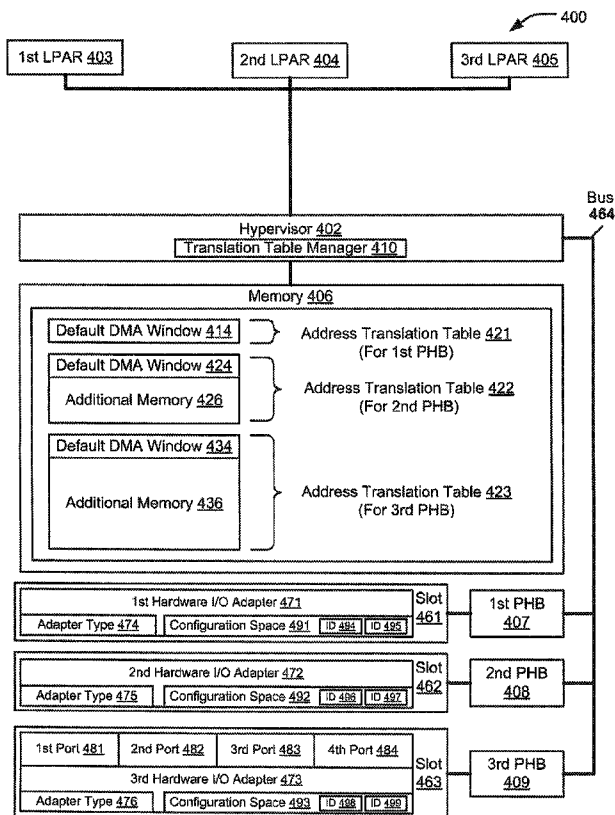 400
1st LPAR 403
2nd LPAR 404
3rd LPAR 405
Bus
464
Hypervisor 402
Translation Table Manager 410
Memory 406
Default DMA Window 414
Address Translation Table 421
(For 1st PHB)
Default DMA Window 424
Additional Memory 426
Address Translation Table 422
(For 2nd PHB)
Default DMA Window 434
Additional Memory 436
Address Translation Table 423
(For 3rd PHB)
1st Hardware I/O Adapter 471
Adapter Type 474
Configuration Space 491
ID 494
ID 495
Slot
461
1st PHB
407
2nd Hardware I/O Adapter 472
Adapter Type 475
Configuration Space 492
ID 496
ID 497
Slot
462
2nd PHB
408
1st Port 481
2nd Port 482
3rd Port 483
4th Port 484
3rd Hardware I/O Adapter 473
Adapter Type 476
Configuration Space 493
ID 498
ID 499
Slot
463
3rd PHB
409